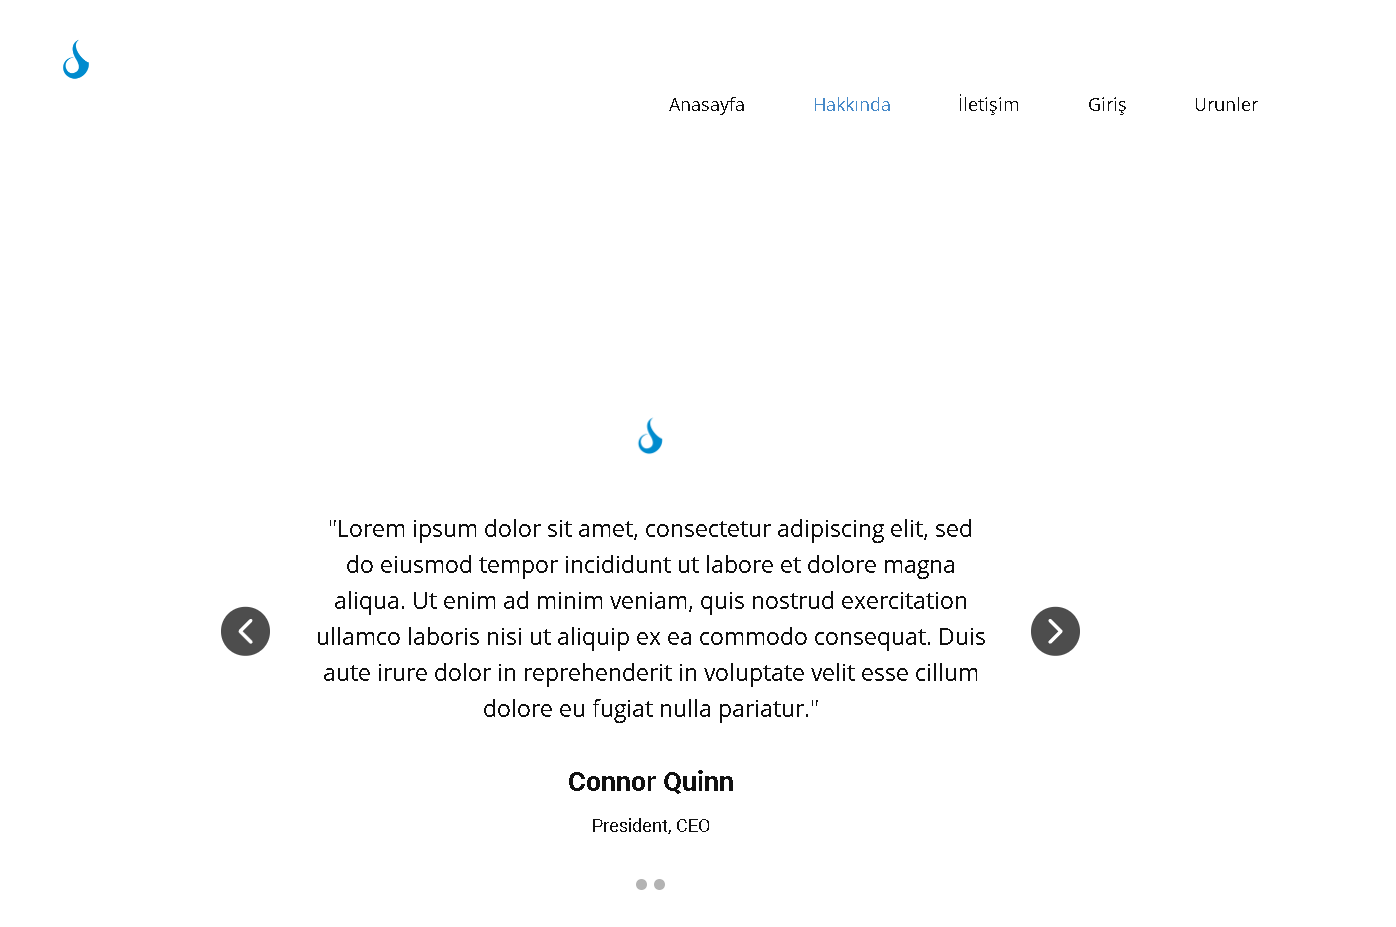 Anasayfa Hakkında İletişim Giriş Urunler
"Lorem ipsum dolor sit amet, consectetur adipiscing elit, sed
do eiusmod tempor incididunt ut labore et dolore magna
aliqua. Ut enim ad minim veniam, quis nostrud exercitation
ullamco laboris nisi ut aliquip ex ea commodo consequat. Duis
aute irure dolor in reprehenderit in voluptate velit esse cillum
dolore eu fugiat nulla pariatur."
Connor Quinn
President, CEO